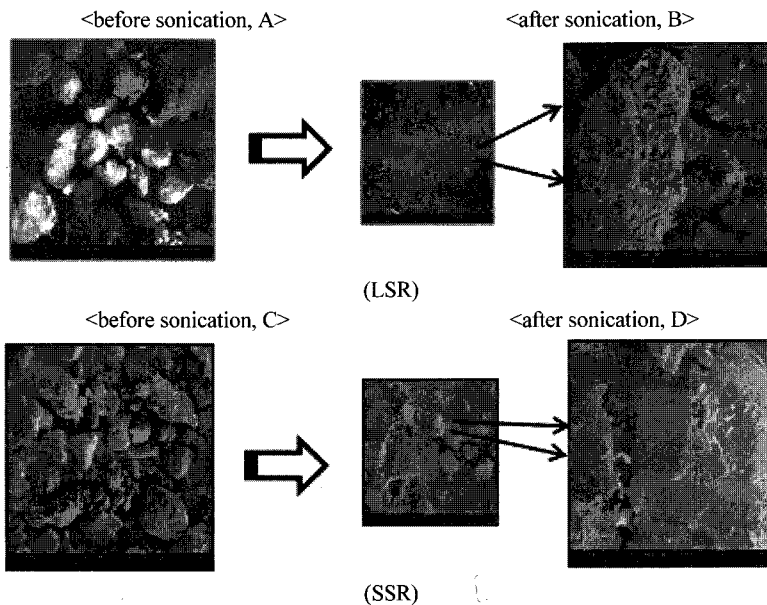 <before sonication, A>
<after sonication, B>
(LSR)
<before sonication, C>
<after sonication, D>
(SSR)